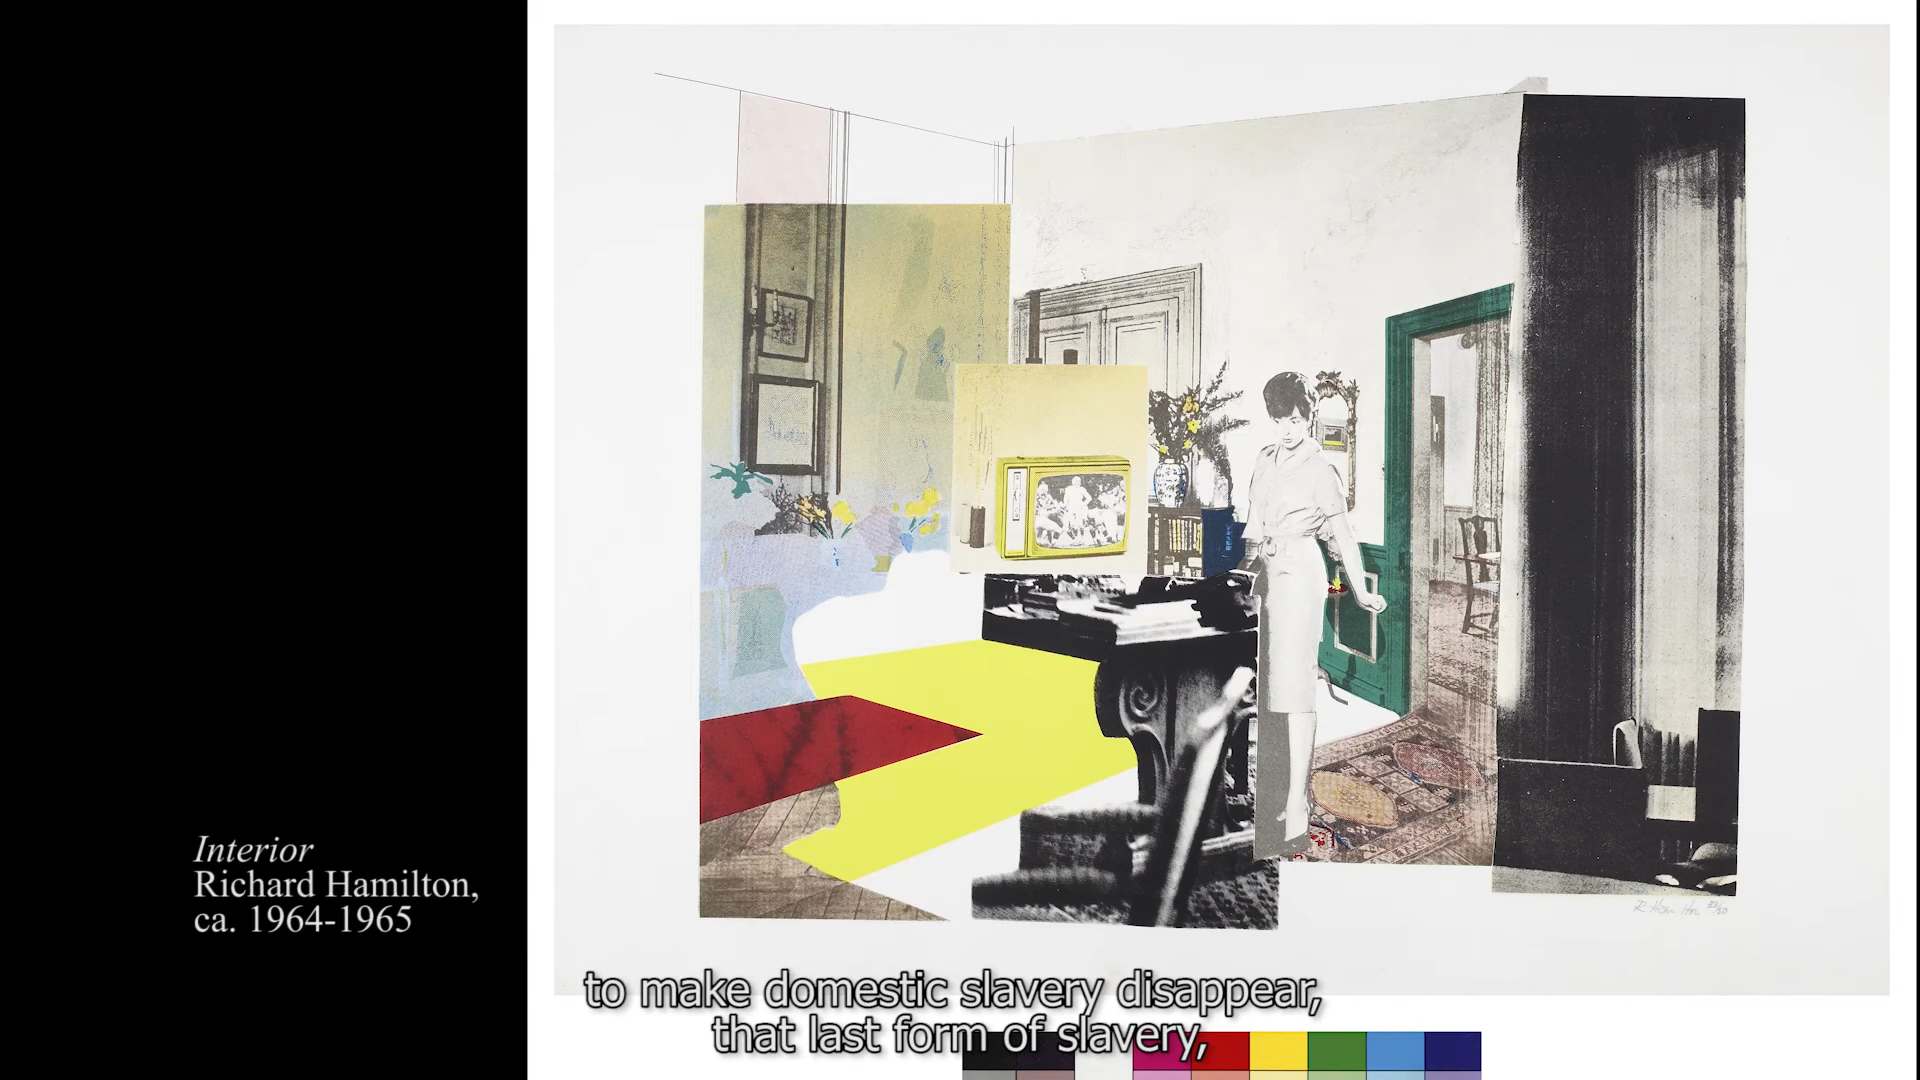 Interior
Richard Hamilton,
ca. 1964-1965
to make domestic slavery disappear,
that last form of slavery,